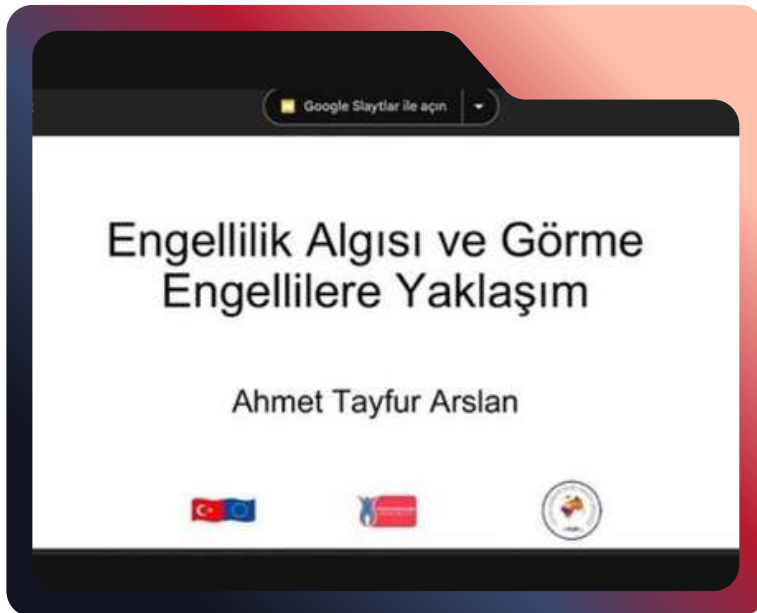 Google Slaytlar ile açın
Engellilik Algısı ve Görme
Engellilere Yaklaşım
Ahmet Tayfur Arslan